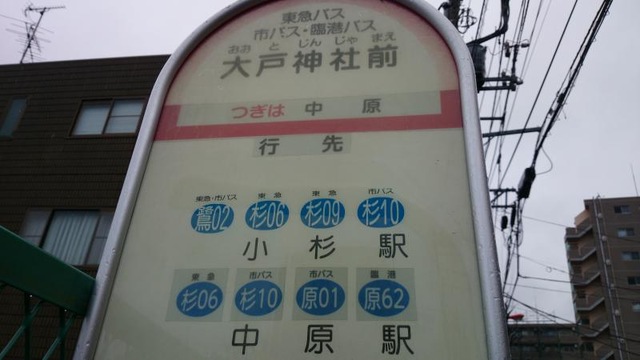 東急バス
市バス・臨港バス
おお と じんじゃ まえ
大戸神社前
つぎは 中原
行先
東急・市バス 東急 東急 市バス
鷺02 杉06 杉09 杉10
小杉駅
東急 市バス 市バス 臨港
杉06 杉10 原01 原62
中原駅